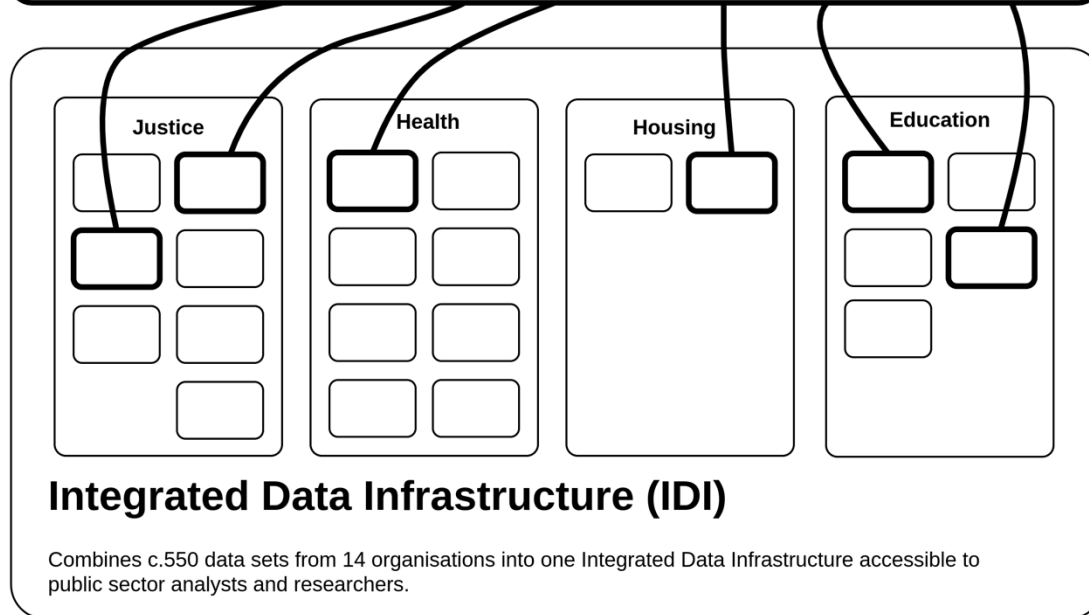 Justice
Health
Housing
Education
Integrated Data Infrastructure (IDI)
Combines c.550 data sets from 14 organisations into one Integrated Data Infrastructure accessible to
public sector analysts and researchers.